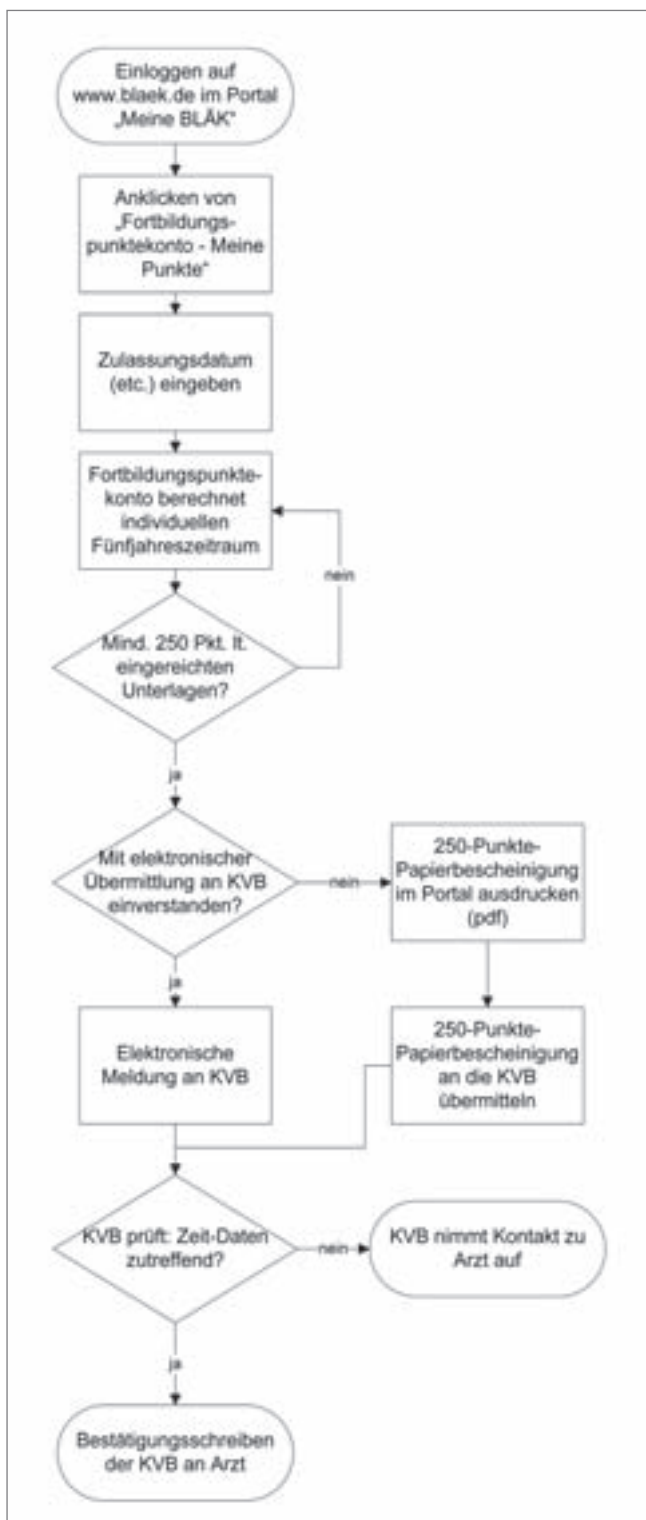 Einloggen auf
www.blaek.de im Portal
„Meine BLÄK“
Anklicken von
„Fortbildungs-
punktekonto - Meine
Punkte“
Zulassungsdatum
(etc.) eingeben
Fortbildungspunkte-
konto berechnet
individuellen
Fünfjahreszeitraum
nein
Mind. 250 Pkt. lt.
eingereichten
Unterlagen?
ja
Mit elektronischer
Übermittlung an KVB
einverstanden?
nein
250-Punkte-
Papierbescheinigung
im Portal ausdrucken
(pdf)
ja
Elektronische
Meldung an KVB
250-Punkte-
Papierbescheinigung
an die KVB
übermitteln
KVB prüft: Zeit-Daten
zutreffend?
nein
KVB nimmt Kontakt zu
Arzt auf
ja
Bestätigungsschreiben
der KVB an Arzt